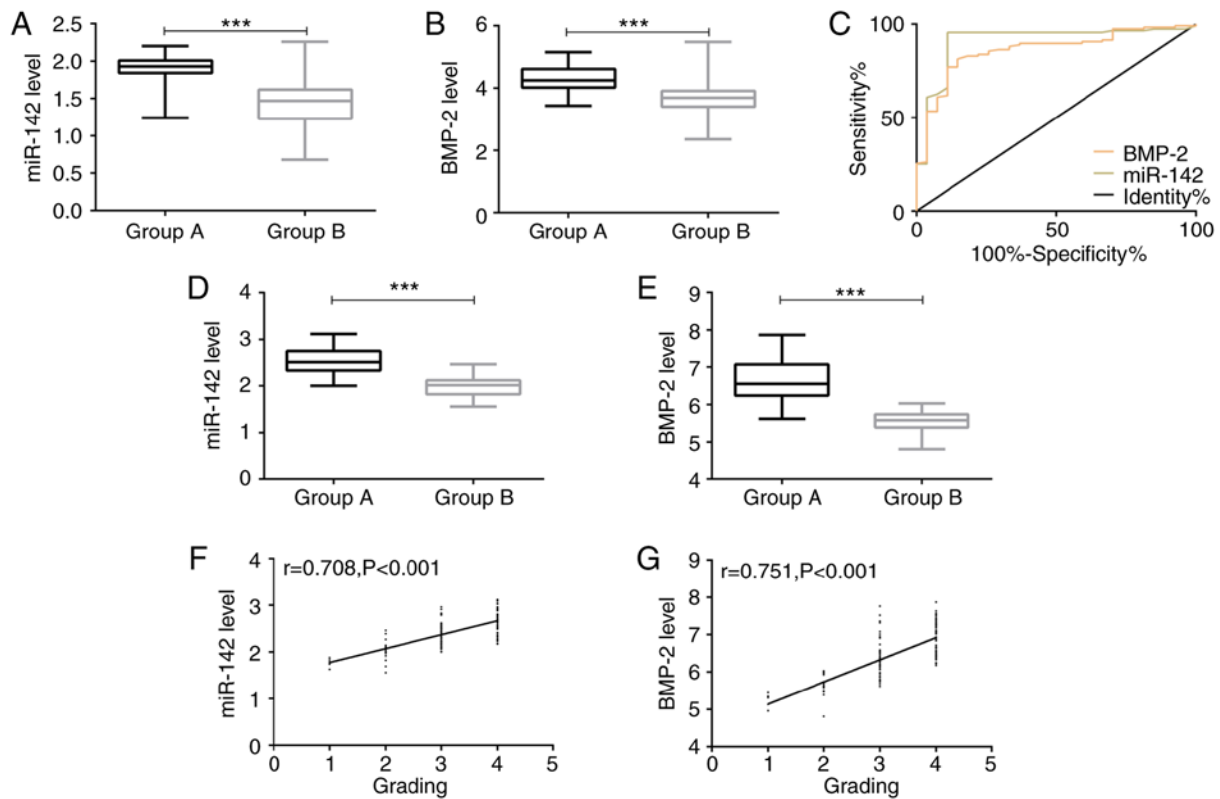 A
***
2.5
2.0
1.5
1.0
0.5
0.0
miR-142 level
Group A
Group B
B
***
6
4
2
0
BMP-2 level
Group A
Group B
C
100
50
0
Sensitivity%
BMP-2
miR-142
Identity%
0
50
100
100%-Specificity%
D
***
4
3
2
1
0
miR-142 level
Group A
Group B
E
***
9
8
7
6
5
4
BMP-2 level
Group A
Group B
F
r=0.708,P<0.001
4
3
2
1
0
miR-142 level
0
1
2
3
4
5
Grading
G
r=0.751,P<0.001
9
8
7
6
5
4
BMP-2 level
0
1
2
3
4
5
Grading